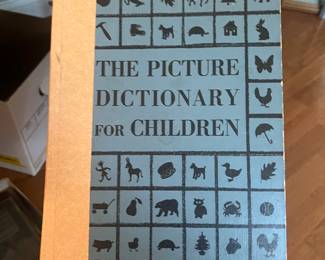 THE PICTURE
DICTIONARY
FOR CHILDREN